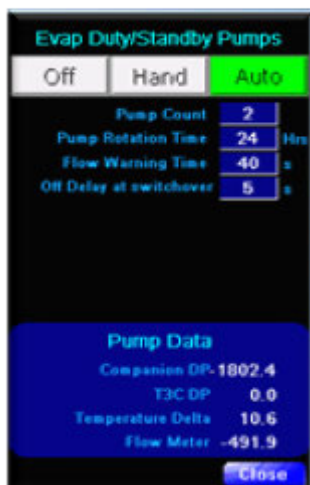 Evap Duty/Standby Pumps
Off Hand Auto
Pump Count 2
Pump Rotation Time 24 Hrs
Flow Warning Time 40 s
Off Delay at switchover 5 s
Pump Data
Companion DP -1802.4
T3C DP 0.0
Temperature Delta 10.6
Flow Meter -491.9
Close